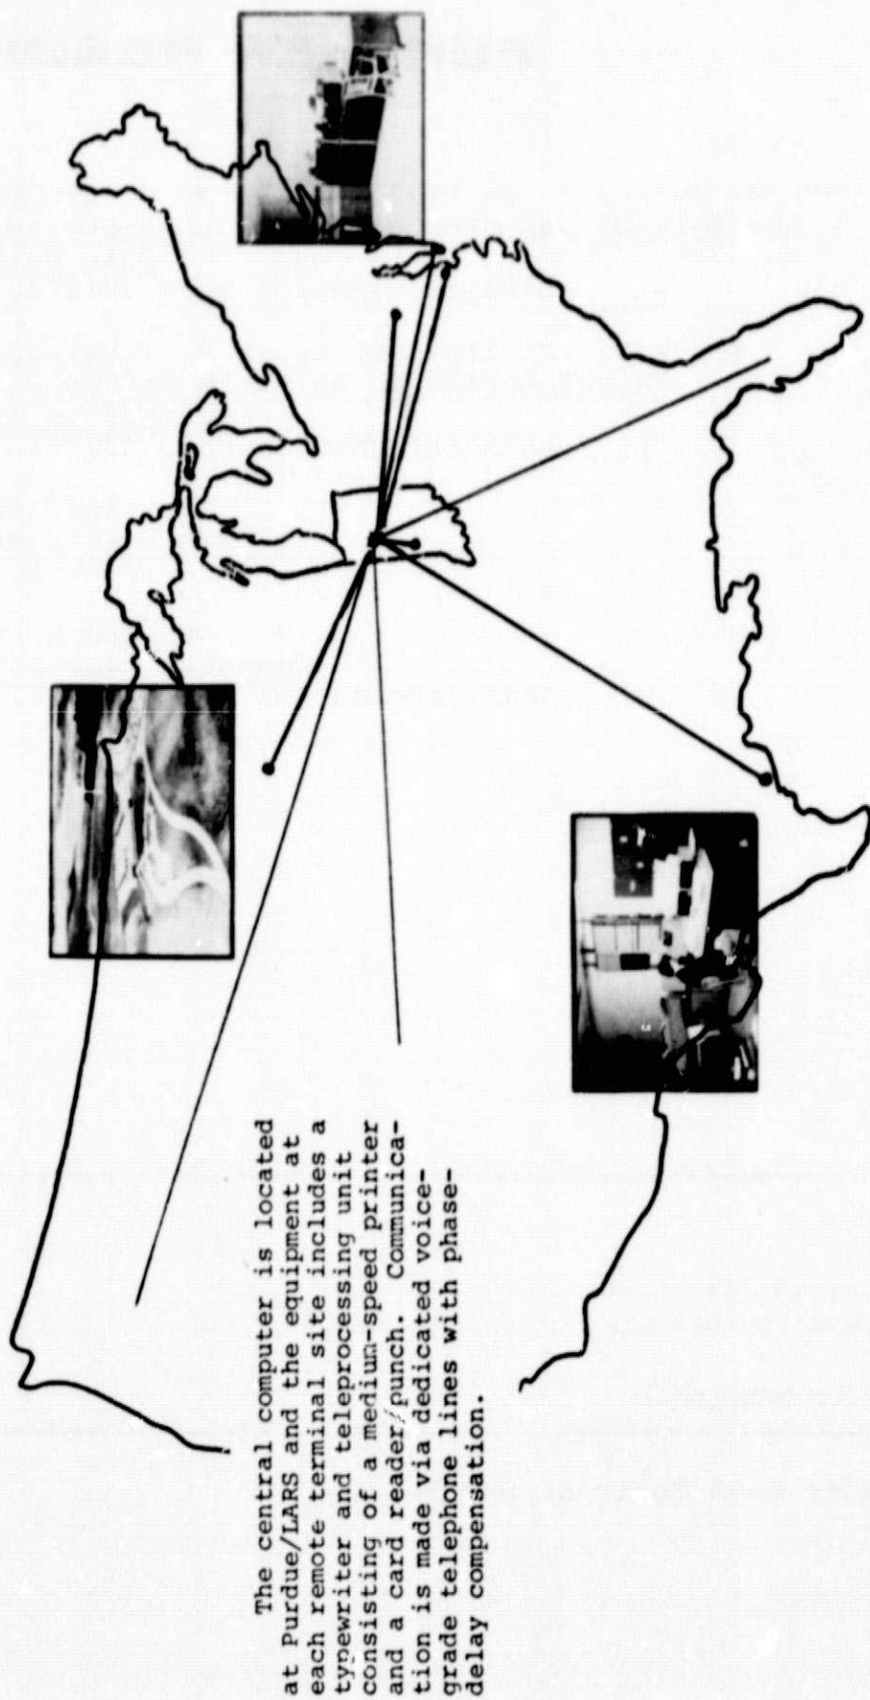 The central computer is located
at Purdue/LARS and the equipment at
each remote terminal site includes a
typewriter and teleprocessing unit
consisting of a medium-speed printer
and a card reader/punch. Communica-
tion is made via dedicated voice-
grade telephone lines with phase-
delay compensation.